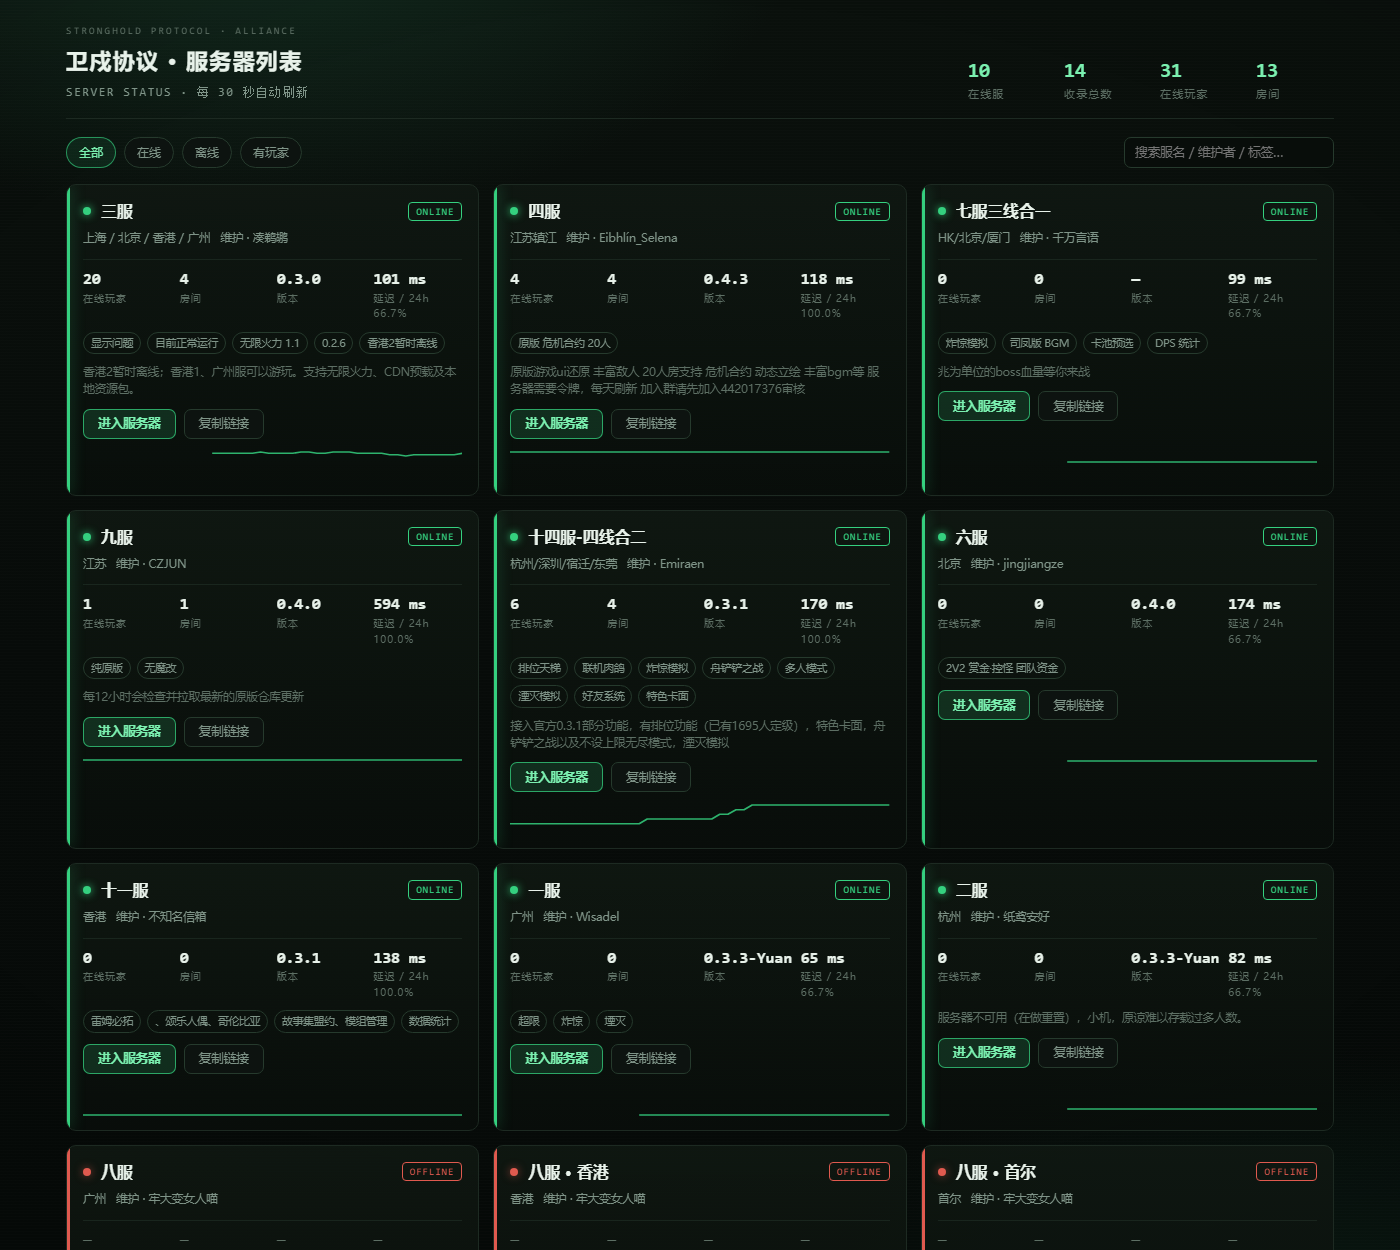 STRONGHOLD PROTOCOL · ALLIANCE
卫戍协议 • 服务器列表
SERVER STATUS · 每 30 秒自动刷新
10 14 31 13
在线服 收录总数 在线玩家 房间
全部 在线 离线 有玩家 搜索服名 / 维护者 / 标签...
三服 ONLINE
上海 / 北京 / 香港 / 广州 维护 · 凑鹈鹕
20 4 0.3.0 101 ms
在线玩家 房间 版本 延迟 / 24h
66.7%
显示问题 目前正常运行 无限火力 1.1 0.2.6 香港2暂时离线
香港2暂时离线；香港1、广州服可以游玩。支持无限火力、CDN预载及本
地资源包。
进入服务器 复制链接
四服 ONLINE
江苏镇江 维护 · Eibhlín_Selena
4 4 0.4.3 118 ms
在线玩家 房间 版本 延迟 / 24h
100.0%
原版 危机合约 20人
原版游戏ui还原 丰富敌人 20人房支持 危机合约 动态立绘 丰富bgm等 服
务器需要令牌，每天刷新 加入群请先加入442017376审核
进入服务器 复制链接
七服三线合一 ONLINE
HK/北京/厦门 维护 · 千万言语
0 0 – 99 ms
在线玩家 房间 版本 延迟 / 24h
66.7%
炸惊模拟 司凤版 BGM 卡池预选 DPS 统计
兆为单位的boss血量等你来战
进入服务器 复制链接
九服 ONLINE
江苏 维护 · CZJUN
1 1 0.4.0 594 ms
在线玩家 房间 版本 延迟 / 24h
100.0%
纯原版 无魔改
每12小时会检查并拉取最新的原版仓库更新
进入服务器 复制链接
十四服-四线合二 ONLINE
杭州/深圳/宿迁/东莞 维护 · Emiraen
6 4 0.3.1 170 ms
在线玩家 房间 版本 延迟 / 24h
100.0%
排位天梯 联机肉鸽 炸惊模拟 舟铲铲之战 多人模式
湮灭模拟 好友系统 特色卡面
接入官方0.3.1部分功能，有排位功能（已有1695人定级），特色卡面，舟
铲铲之战以及不设上限无尽模式，湮灭模拟
进入服务器 复制链接
六服 ONLINE
北京 维护 · jingjiangze
0 0 0.4.0 174 ms
在线玩家 房间 版本 延迟 / 24h
66.7%
2V2 赏金·控怪 团队资金
进入服务器 复制链接
十一服 ONLINE
香港 维护 · 不知名信箱
0 0 0.3.1 138 ms
在线玩家 房间 版本 延迟 / 24h
100.0%
雷姆必拓 、颂乐人偶、哥伦比亚 故事集盟约、模组管理 数据统计
进入服务器 复制链接
一服 ONLINE
广州 维护 · Wisadel
0 0 0.3.3-Yuan 65 ms
在线玩家 房间 版本 延迟 / 24h
66.7%
超限 炸惊 堙灭
进入服务器 复制链接
二服 ONLINE
杭州 维护 · 纸鸢安好
0 0 0.3.3-Yuan 82 ms
在线玩家 房间 版本 延迟 / 24h
66.7%
服务器不可用（在做重置），小机，原谅难以存载过多人数。
进入服务器 复制链接
八服 OFFLINE
广州 维护 · 牢大变女人喵
– – – –
八服 • 香港 OFFLINE
香港 维护 · 牢大变女人喵
– – – –
八服 • 首尔 OFFLINE
首尔 维护 · 牢大变女人喵
– – – –